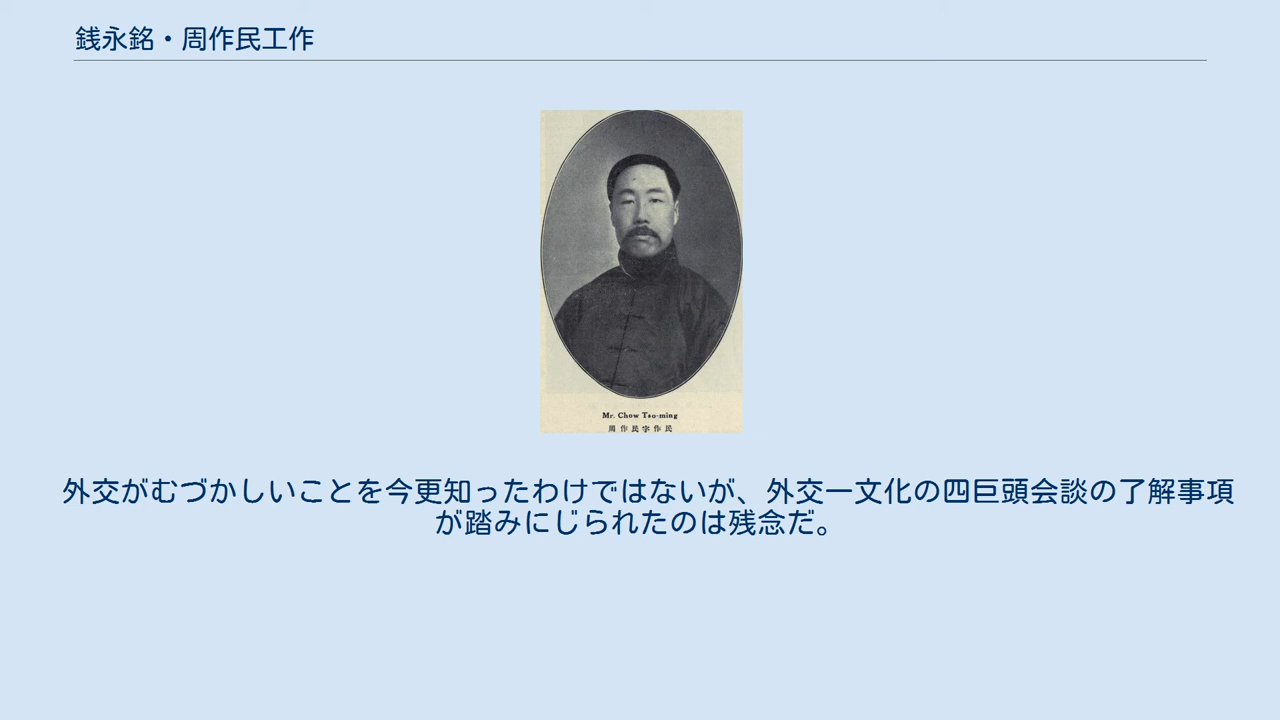 銭永銘・周作民工作
Mr. Chow Tso-ming
周作民字作民
外交がむづかしいことを今更知ったわけではないが、外交一文化の四巨頭会談の了解事項
が踏みにじられたのは残念だ。